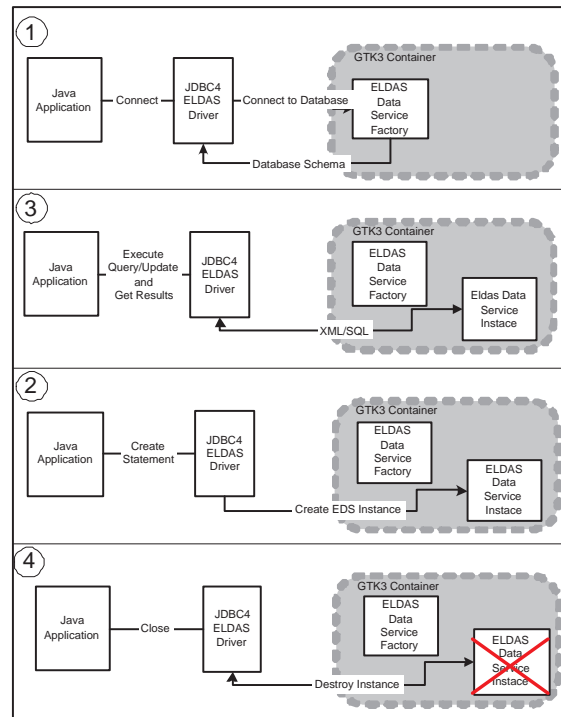 1
GTK3 Container
Java
Application
Connect
JDBC4
ELDAS
Driver
Connect to Database
ELDAS
Data
Service
Factory
Database Schema
3
GTK3 Container
Java
Application
Execute
Query/Update
and
Get Results
JDBC4
ELDAS
Driver
ELDAS
Data
Service
Factory
Eldas Data
Service
Instace
XML/SQL
2
GTK3 Container
Java
Application
Create
Statement
JDBC4
ELDAS
Driver
ELDAS
Data
Service
Factory
ELDAS
Data
Service
Instace
Create EDS Instance
4
GTK3 Container
Java
Application
Close
JDBC4
ELDAS
Driver
ELDAS
Data
Service
Factory
ELDAS
Data
Service
Instace
Destroy Instance